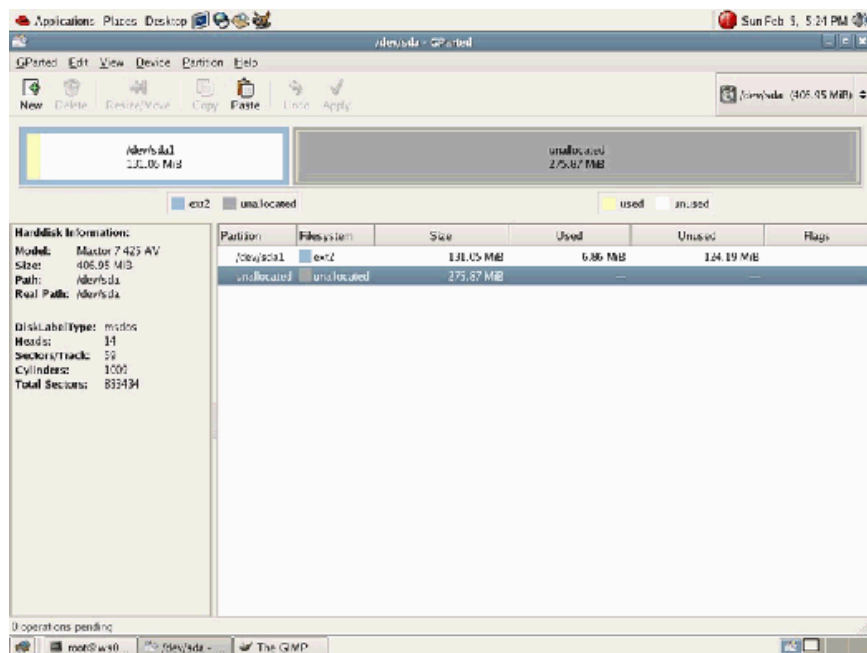 Applications Places Desktop
Sun Feb 5, 5:24 PM
/dev/sda - GParted
GParted Edit View Device Partition Help
New Delete Resize/Move Copy Paste Undo Apply
/dev/sda (406.95 MiB)
/dev/sda1
131.05 MiB
unallocated
275.87 MiB
ext2 unallocated
used unused
Harddisk Information:
Model: Maxtor 7 425 AV
Size: 406.95 MiB
Path: /dev/sda
Real Path: /dev/sda
DiskLabelType: msdos
Heads: 14
Sectors/Track: 59
Cylinders: 1009
Total Sectors: 833434
Partition Filesystem Size Used Unused Flags
/dev/sda1 ext2 131.05 MiB 6.86 MiB 124.19 MiB
unallocated unallocated 275.87 MiB — —
0 operations pending
/dev/sda - ... The GIMP